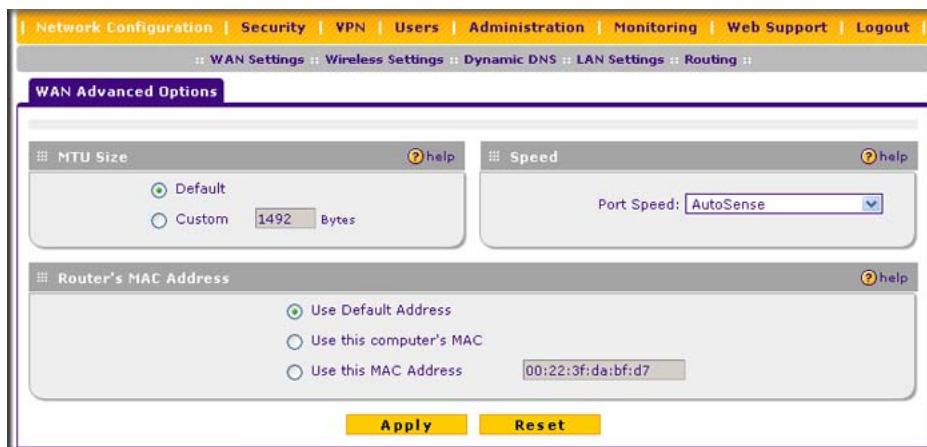 | Network Configuration | Security | VPN | Users | Administration | Monitoring | Web Support | Logout |
:: WAN Settings :: Wireless Settings :: Dynamic DNS :: LAN Settings :: Routing ::
WAN Advanced Options
MTU Size ? help
Default
Custom 1492 Bytes
Speed ? help
Port Speed: AutoSense
Router's MAC Address ? help
Use Default Address
Use this computer's MAC
Use this MAC Address 00:22:3f:da:bf:d7
Apply Reset